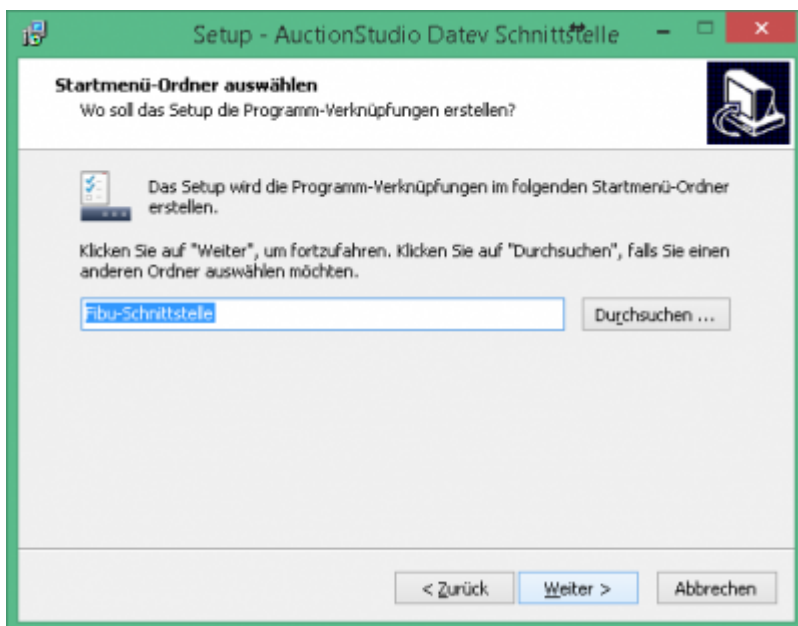 Setup - AuctionStudio Datev Schnittstelle
Startmenü-Ordner auswählen
Wo soll das Setup die Programm-Verknüpfungen erstellen?
Das Setup wird die Programm-Verknüpfungen im folgenden Startmenü-Ordner
erstellen.
Klicken Sie auf "Weiter", um fortzufahren. Klicken Sie auf "Durchsuchen", falls Sie einen
anderen Ordner auswählen möchten.
Fibu-Schnittstelle
Durchsuchen ...
< Zurück
Weiter >
Abbrechen